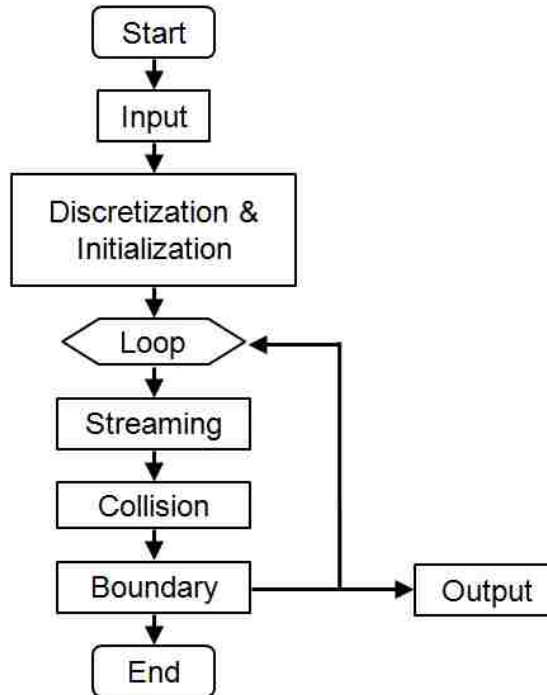 Start
Input
Discretization &
Initialization
Loop
Streaming
Collision
Boundary
Output
End